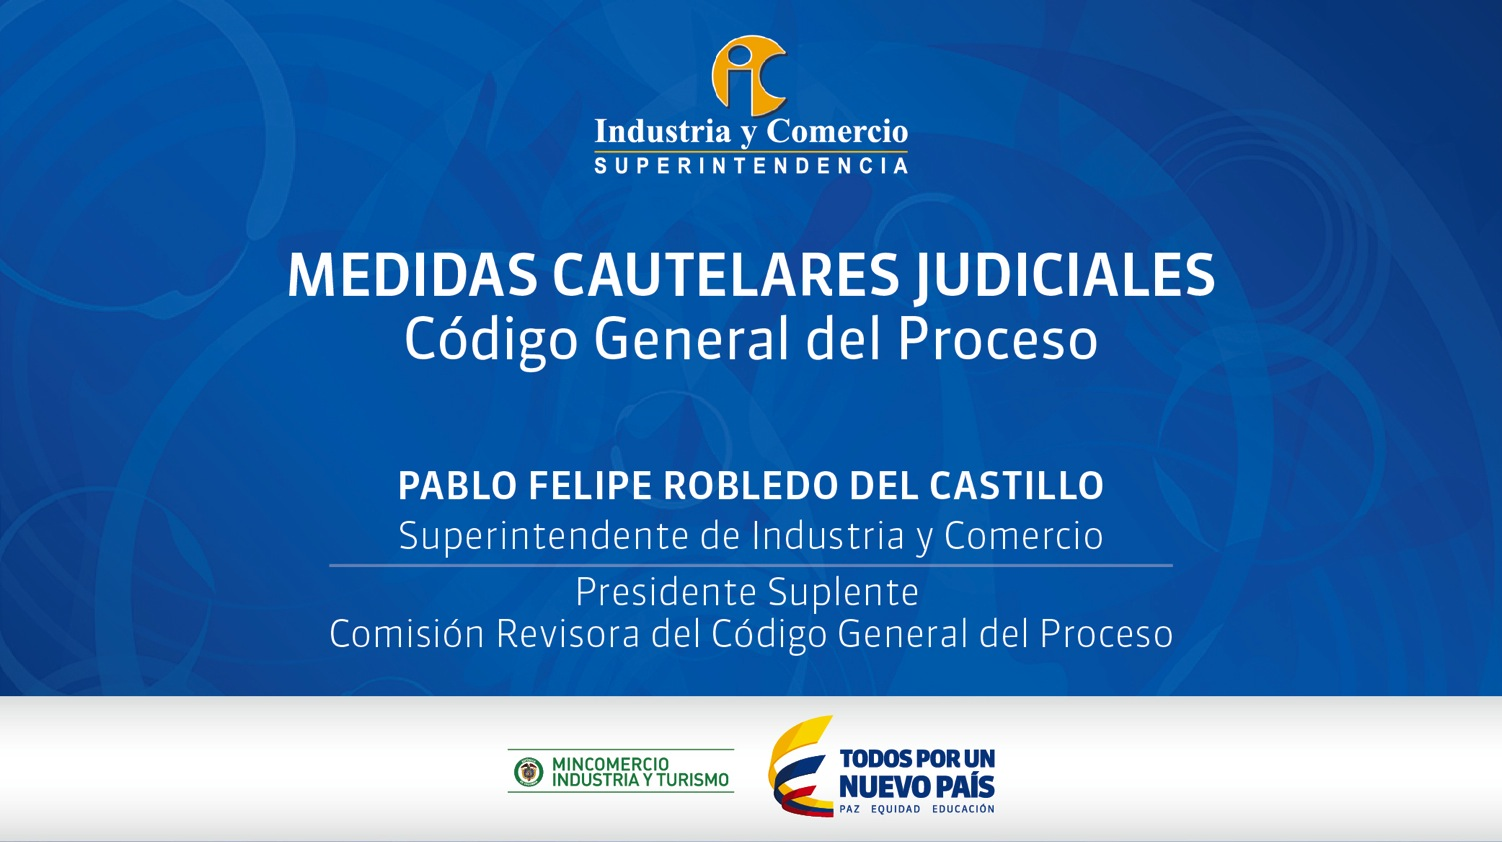 Industria y Comercio
SUPERINTENDENCIA
MEDIDAS CAUTELARES JUDICIALES
Código General del Proceso
PABLO FELIPE ROBLEDO DEL CASTILLO
Superintendente de Industria y Comercio
Presidente Suplente
Comisión Revisora del Código General del Proceso
MINCOMERCIO
INDUSTRIA Y TURISMO
TODOS POR UN
NUEVO PAÍS
PAZ EQUIDAD EDUCACIÓN